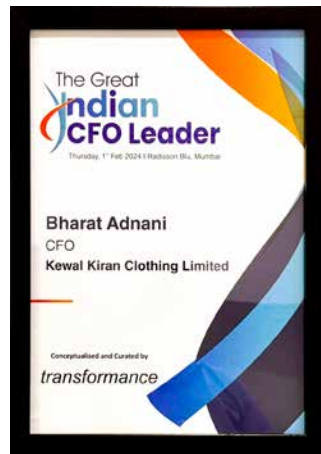 The Great
Indian
CFO Leader
Thursday, 1st Feb 2024 I Radisson Blu, Mumbai
Bharat Adnani
CFO
Kewal Kiran Clothing Limited
Conceptualised and Curated by
transformance